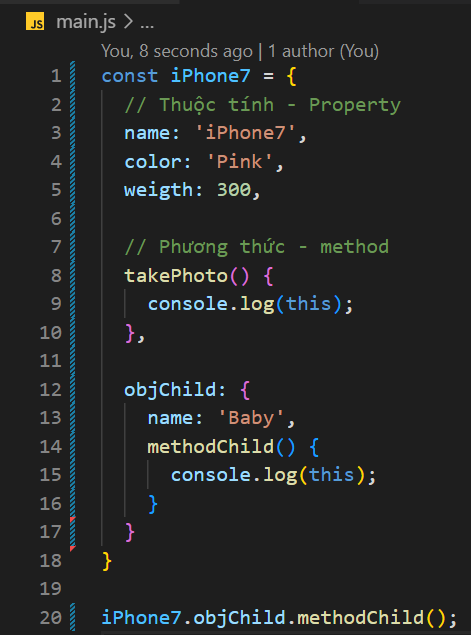 JS main.js > ...
You, 8 seconds ago | 1 author (You)
1 const iPhone7 = {
2 // Thuộc tính - Property
3 name: 'iPhone7',
4 color: 'Pink',
5 weigth: 300,
6
7 // Phương thức - method
8 takePhoto() {
9 console.log(this);
10 },
11
12 objChild: {
13 name: 'Baby',
14 methodChild() {
15 console.log(this);
16 }
17 }
18 }
19
20 iPhone7.objChild.methodChild();